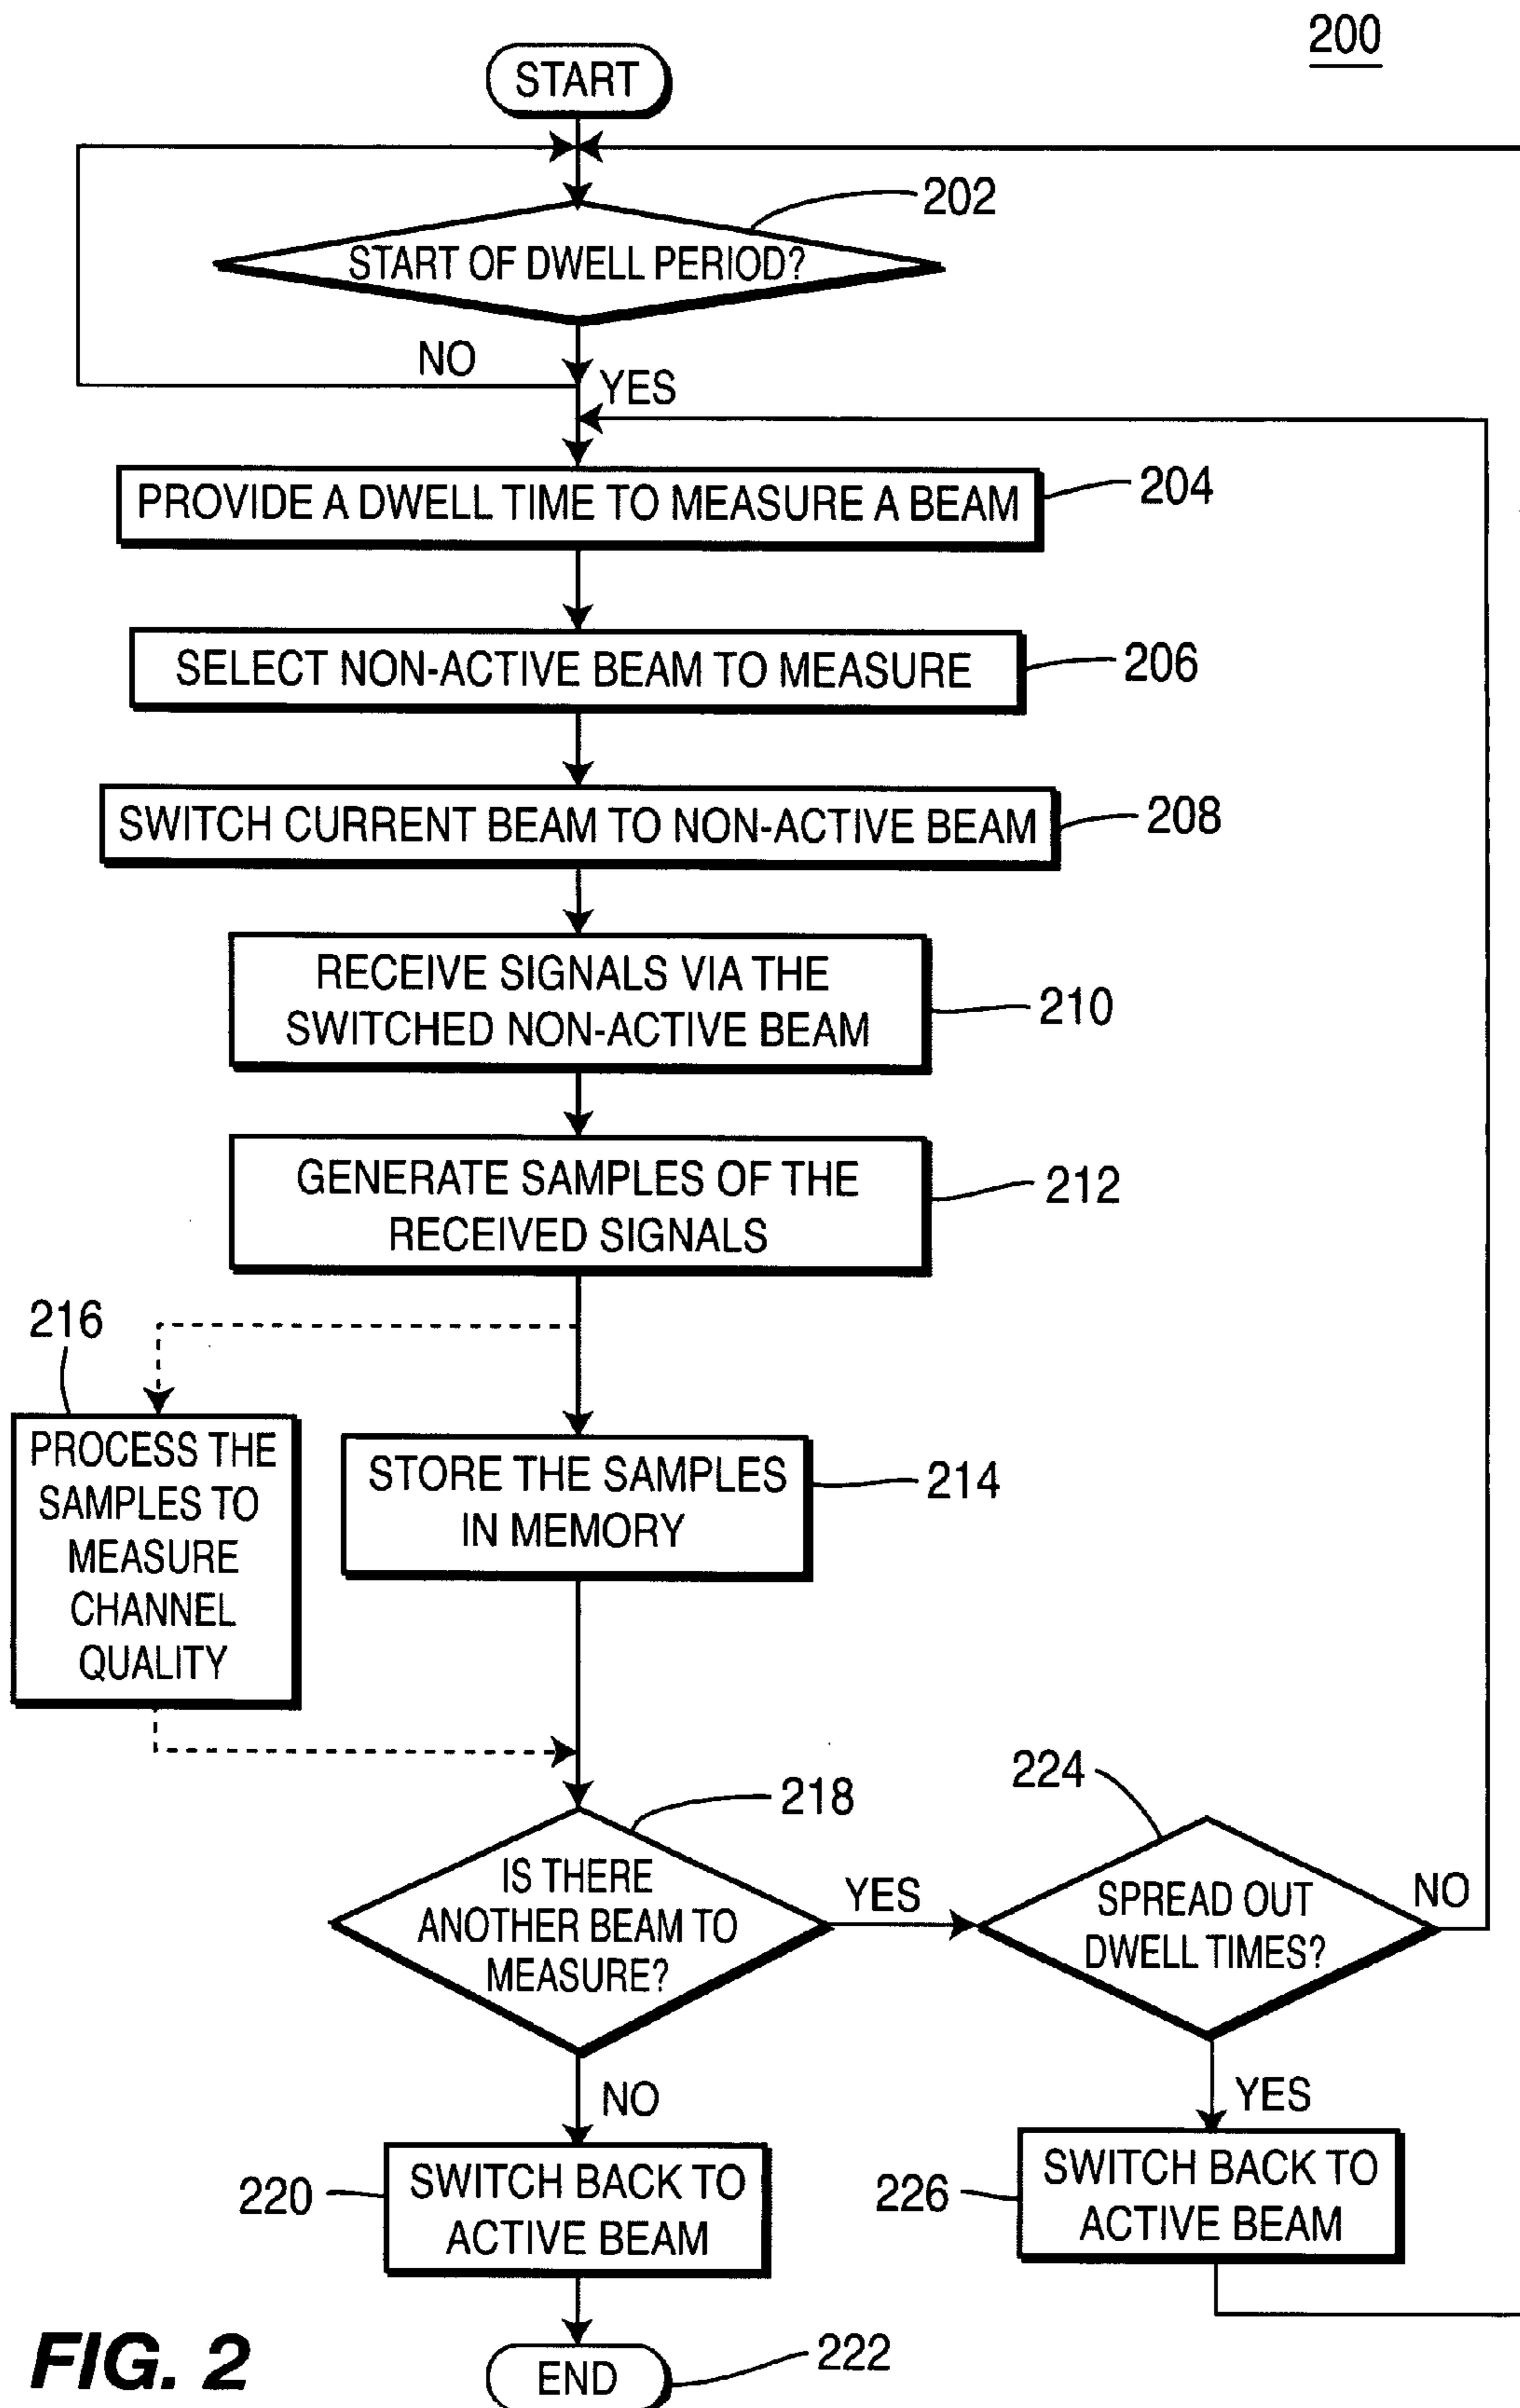 200
START
202
START OF DWELL PERIOD?
NO
YES
PROVIDE A DWELL TIME TO MEASURE A BEAM
204
SELECT NON-ACTIVE BEAM TO MEASURE
206
SWITCH CURRENT BEAM TO NON-ACTIVE BEAM
208
RECEIVE SIGNALS VIA THE
SWITCHED NON-ACTIVE BEAM
210
GENERATE SAMPLES OF THE
RECEIVED SIGNALS
212
216
PROCESS THE
SAMPLES TO
MEASURE
CHANNEL
QUALITY
STORE THE SAMPLES
IN MEMORY
214
218
IS THERE
ANOTHER BEAM TO
MEASURE?
YES
224
SPREAD OUT
DWELL TIMES?
NO
NO
YES
220
SWITCH BACK TO
ACTIVE BEAM
226
SWITCH BACK TO
ACTIVE BEAM
END
222
FIG. 2